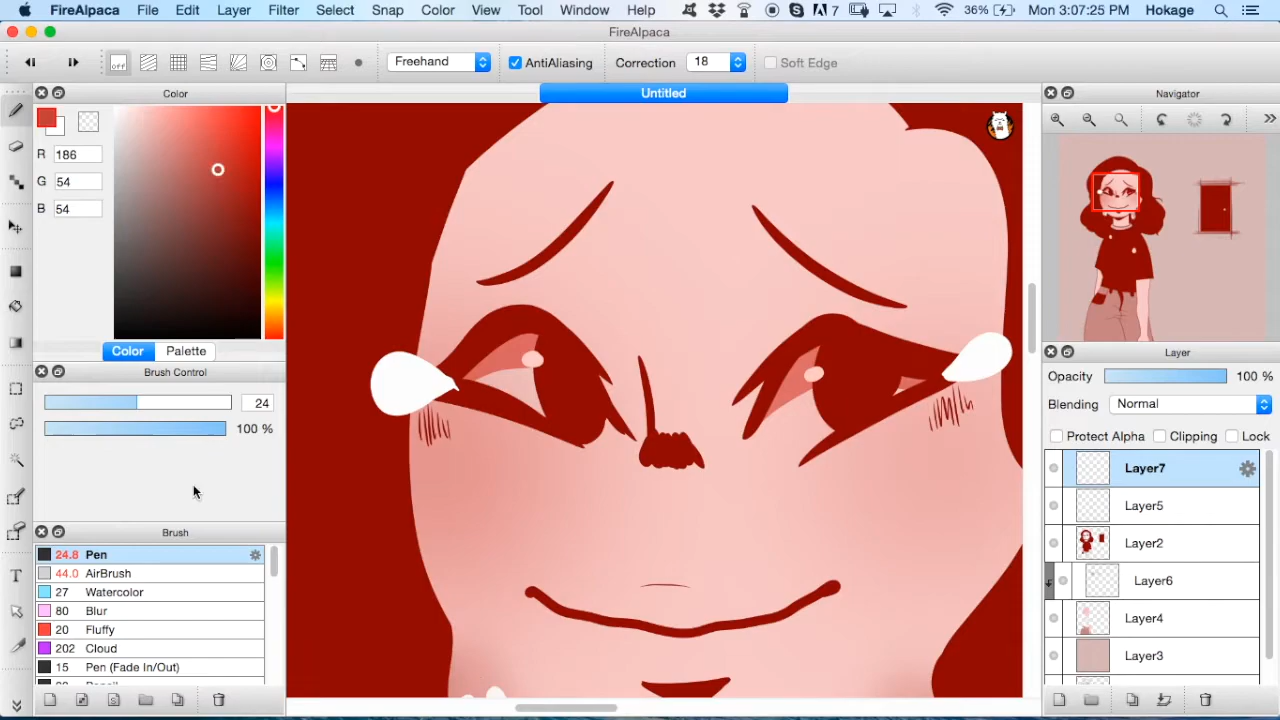 FireAlpaca File Edit Layer Filter Select Snap Color View Tool Window Help 7 36% Mon 3:07:25 PM Hokage
FireAlpaca
off Freehand AntiAliasing Correction 18 Soft Edge
Color
Untitled
Navigator
R 186
G 54
B 54
Color Palette
Brush Control
24
100 %
Brush
24.8 Pen
44.0 AirBrush
27 Watercolor
80 Blur
20 Fluffy
202 Cloud
15 Pen (Fade In/Out)
T
Layer
Opacity 100 %
Blending Normal
Protect Alpha Clipping Lock
Layer7
Layer5
Layer2
Layer6
Layer4
Layer3